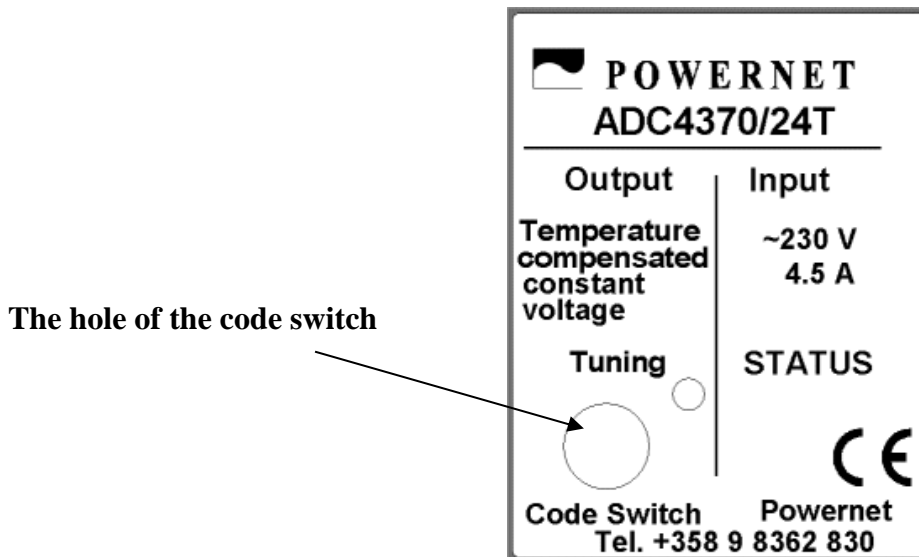 POWERNET
ADC4370/24T
Output
Input
Temperature
compensated
constant
voltage
~230 V
4.5 A
The hole of the code switch
Tuning
STATUS
CE
Code Switch
Powernet
Tel. +358 9 8362 830